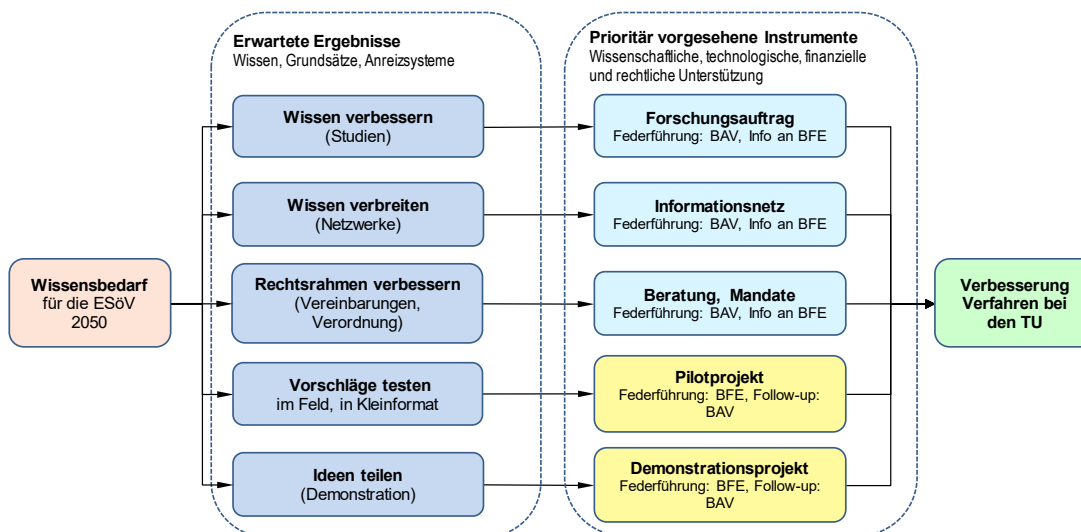 Erwartete Ergebnisse
Wissen, Grundsätze, Anreizsysteme
Prioritär vorgesehene Instrumente
Wissenschaftliche, technologische, finanzielle
und rechtliche Unterstützung
Wissensbedarf
für die ESöV
2050
Wissen verbessern
(Studien)
Forschungsauftrag
Federführung: BAV, Info an BFE
Wissen verbreiten
(Netzwerke)
Informationsnetz
Federführung: BAV, Info an BFE
Rechtsrahmen verbessern
(Vereinbarungen,
Verordnung)
Beratung, Mandate
Federführung: BAV, Info an BFE
Vorschläge testen
im Feld, in Kleinformat
Pilotprojekt
Federführung: BFE, Follow-up:
BAV
Ideen teilen
(Demonstration)
Demonstrationsprojekt
Federführung: BFE, Follow-up:
BAV
Verbesserung
Verfahren bei
den TU